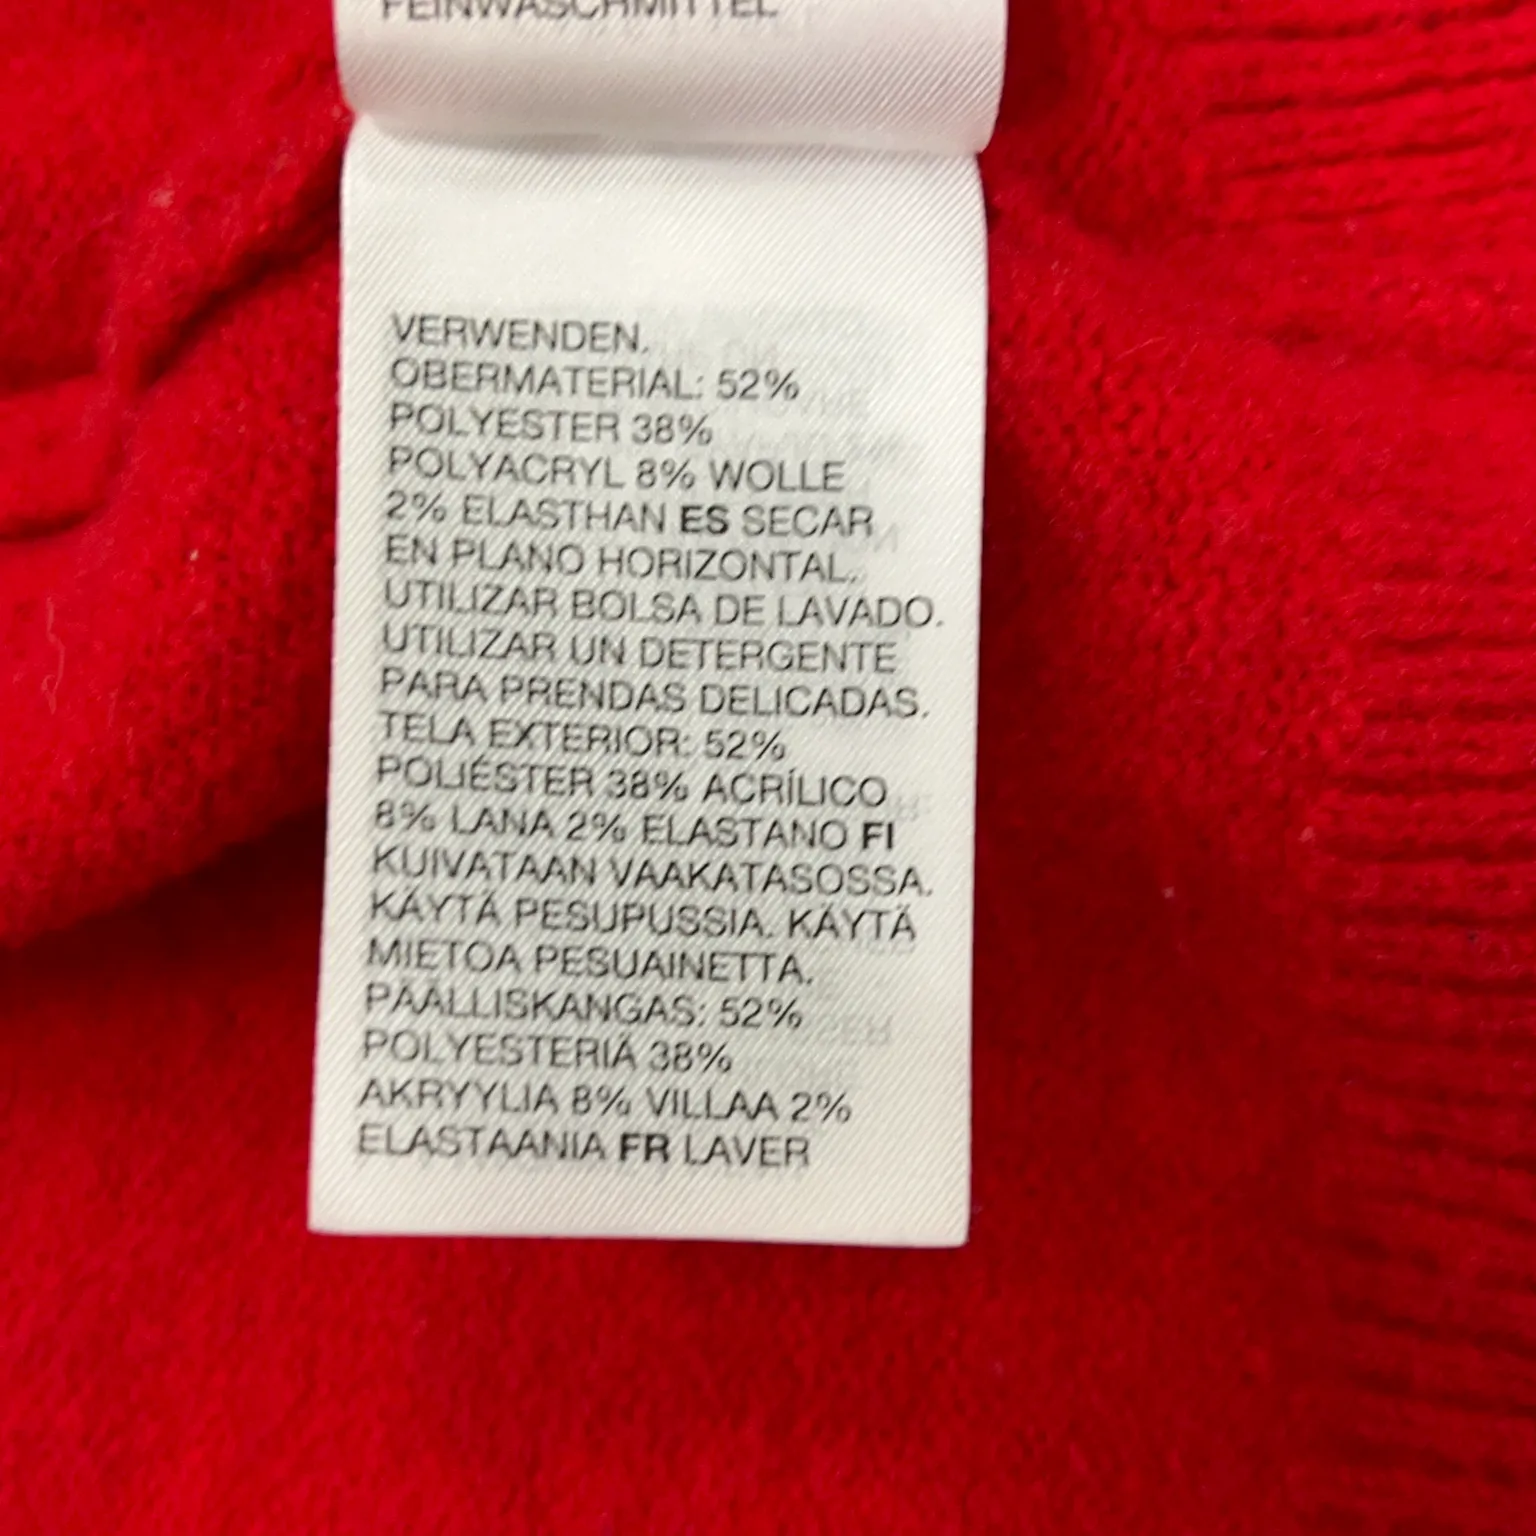 FEINWASCHMITTEL
VERWENDEN.
OBERMATERIAL: 52%
POLYESTER 38%
POLYACRYL 8% WOLLE
2% ELASTHAN ES SECAR
EN PLANO HORIZONTAL.
UTILIZAR BOLSA DE LAVADO.
UTILIZAR UN DETERGENTE
PARA PRENDAS DELICADAS.
TELA EXTERIOR: 52%
POLIÉSTER 38% ACRÍLICO
8% LANA 2% ELASTANO FI
KUIVATAAN VAAKATASOSSA.
KÄYTÄ PESUPUSSIA. KÄYTÄ
MIETOA PESUAINETTA.
PÄÄLLISKANGAS: 52%
POLYESTERIÄ 38%
AKRYYLIA 8% VILLAA 2%
ELASTAANIA FR LAVER